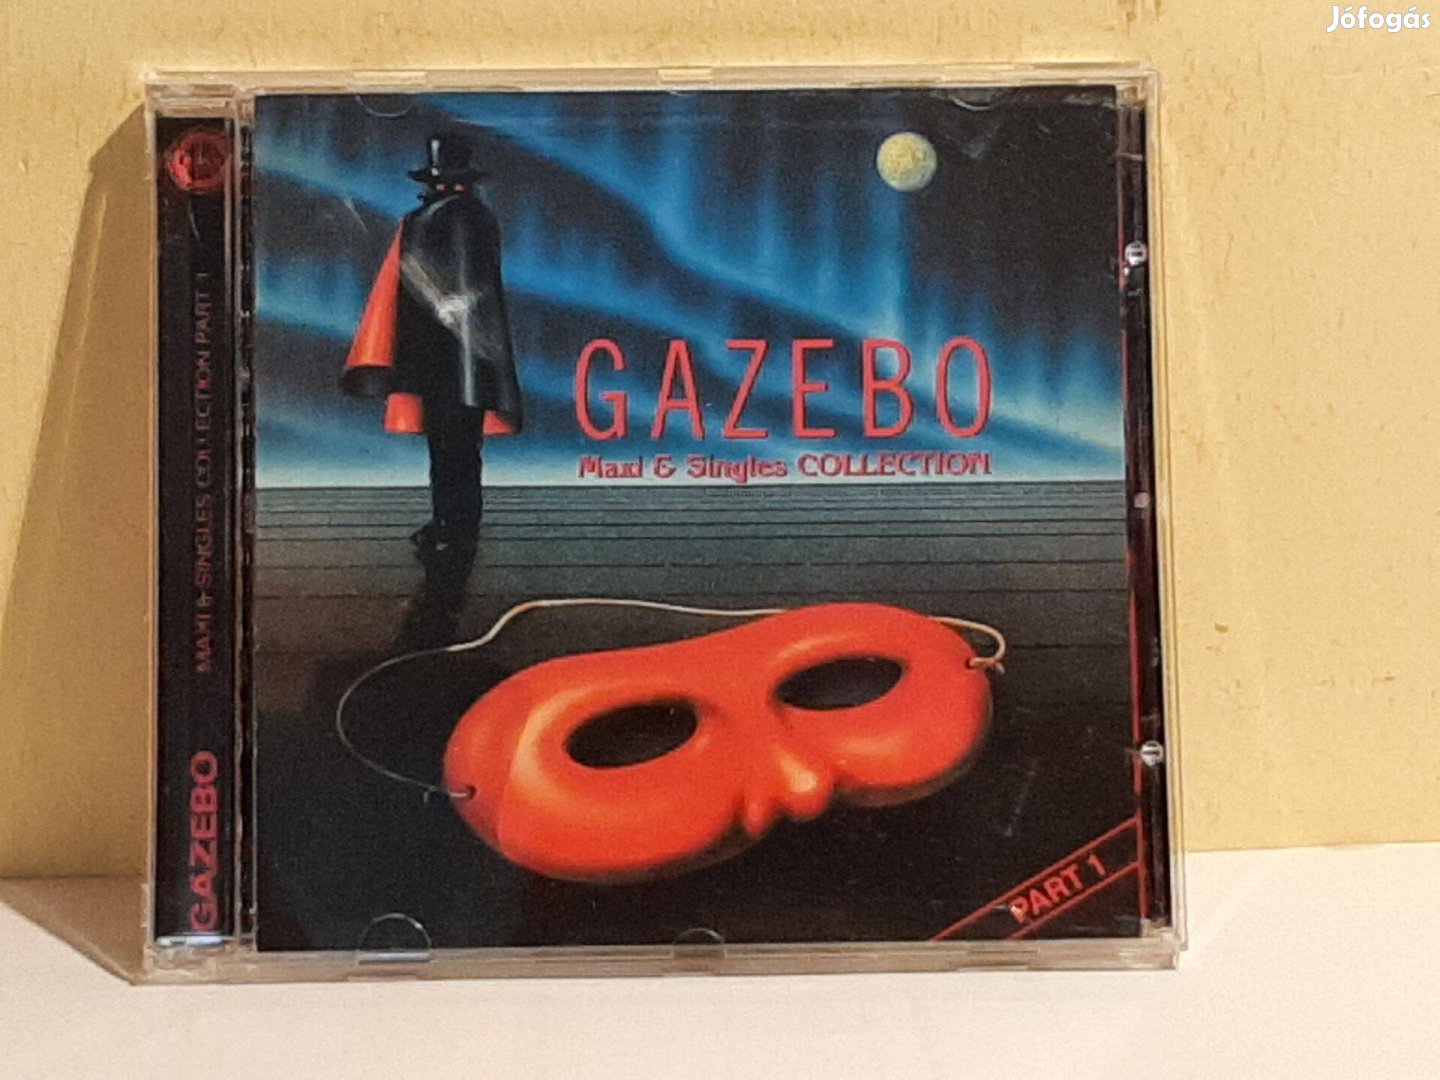 Jófogás
GAZEBO
Maxi & Singles COLLECTION
PART 1
GAZEBO
MAXI & SINGLES COLLECTION PART 1